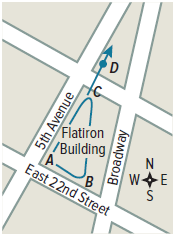 D
C
5th Avenue
Flatiron
Building
Broadway
A
B
East 22nd Street
N
W E
S